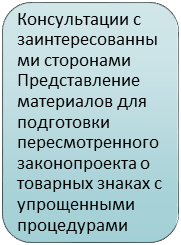 Консультации с
заинтересованны
ми сторонами
Представление
материалов для
подготовки
пересмотренного
законопроекта о
товарных знаках с
упрощенными
процедурами